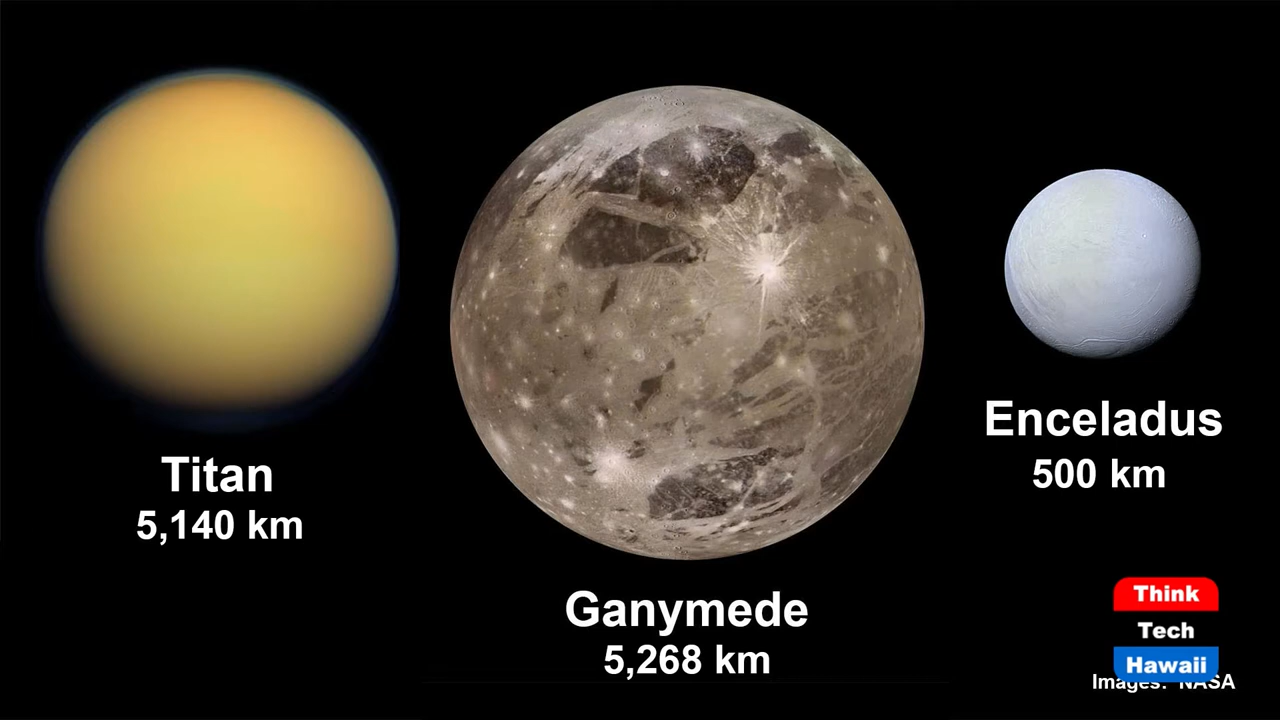 Titan
5,140 km
Ganymede
5,268 km
Enceladus
500 km
Think
Tech
Hawaii
Images: NASA